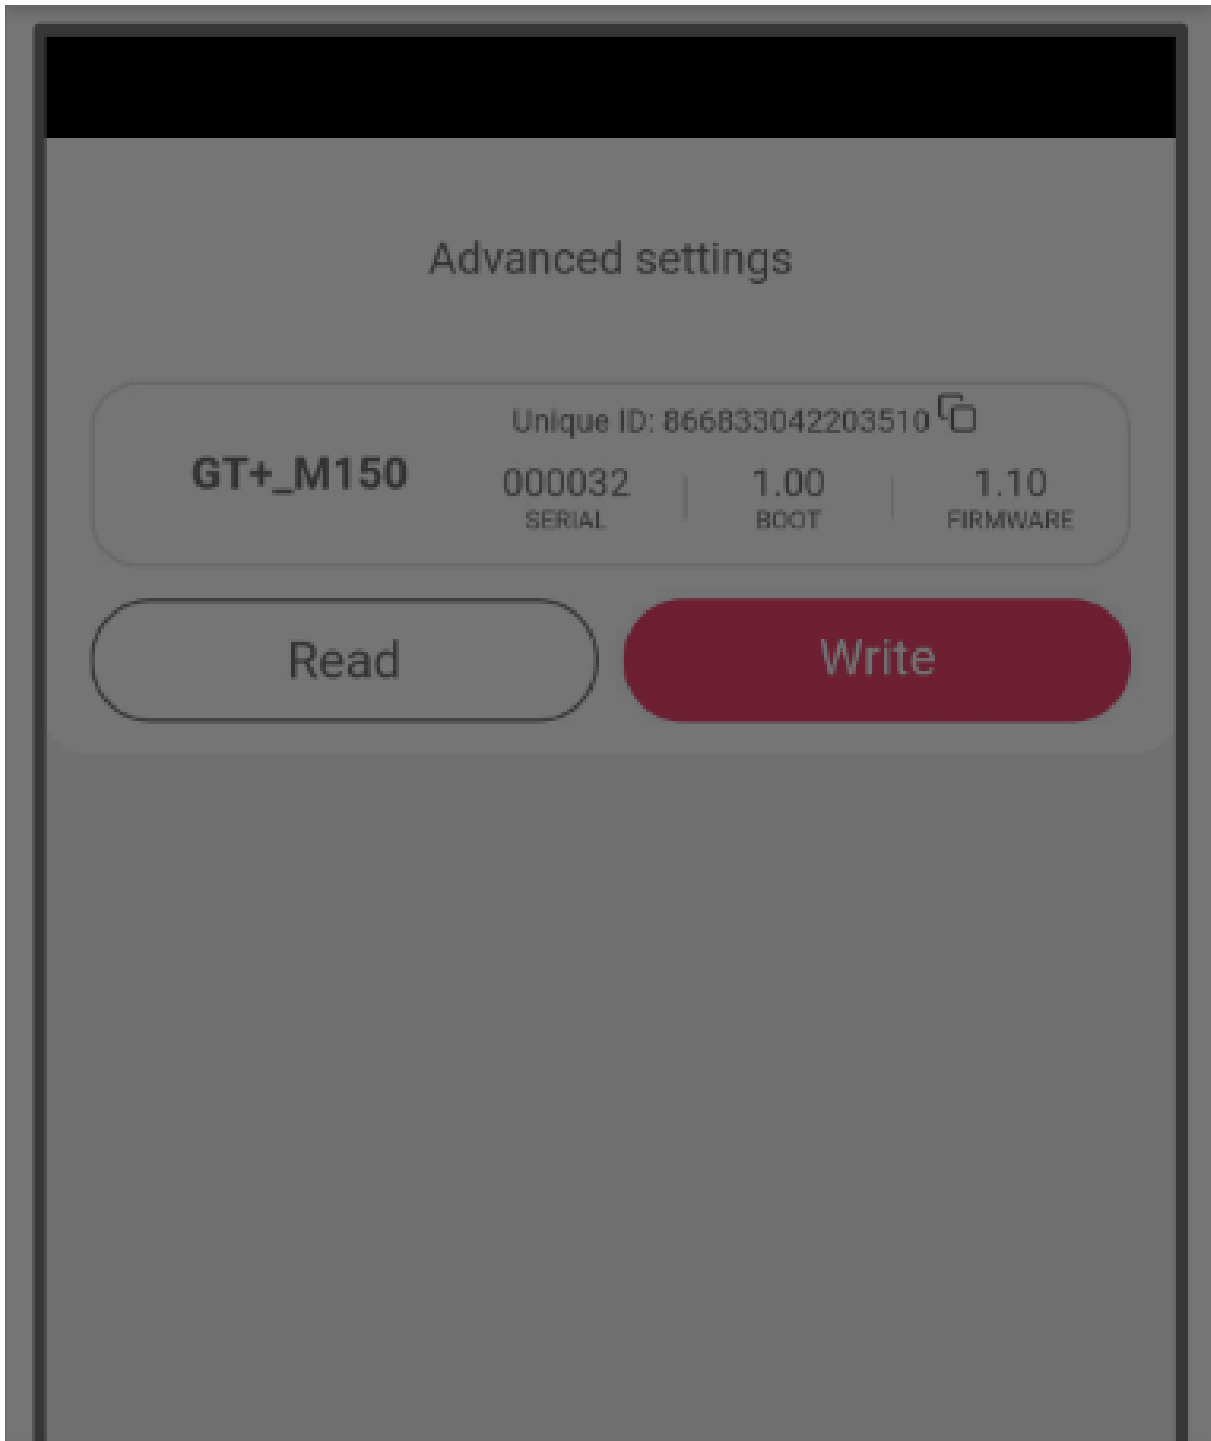 Advanced settings
Unique ID: 866833042203510
GT+_M150
000032
SERIAL
1.00
BOOT
1.10
FIRMWARE
Read
Write